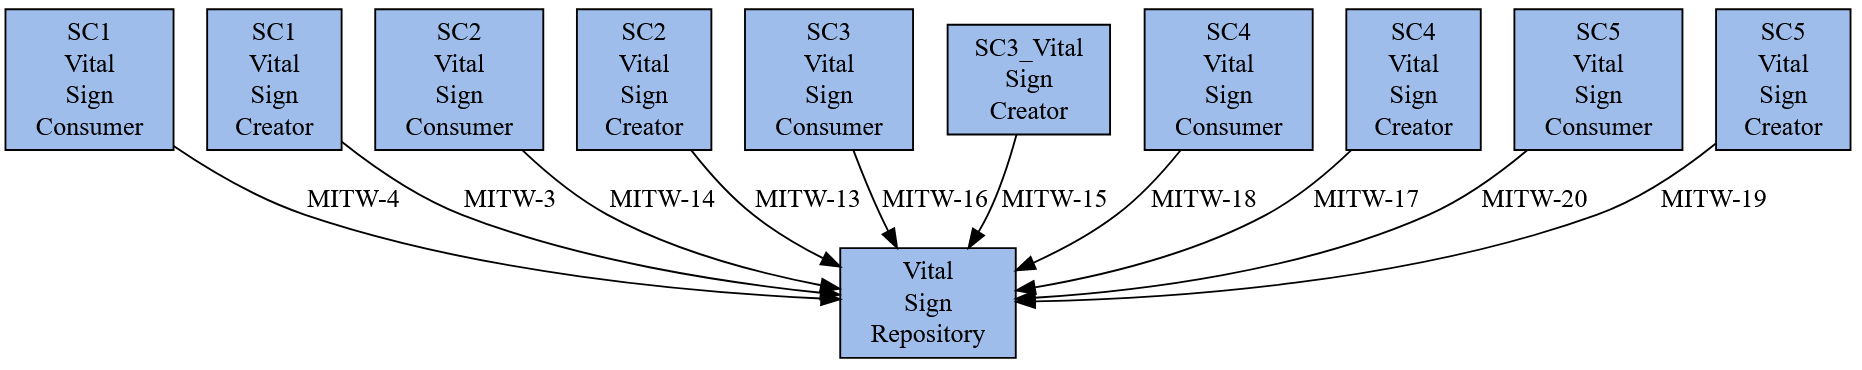 SC1
Vital
Sign
Consumer
SC1
Vital
Sign
Creator
SC2
Vital
Sign
Consumer
SC2
Vital
Sign
Creator
SC3
Vital
Sign
Consumer
SC3_Vital
Sign
Creator
SC4
Vital
Sign
Consumer
SC4
Vital
Sign
Creator
SC5
Vital
Sign
Consumer
SC5
Vital
Sign
Creator
MITW-4
MITW-3
MITW-14
MITW-13
MITW-16
MITW-15
MITW-18
MITW-17
MITW-20
MITW-19
Vital
Sign
Repository